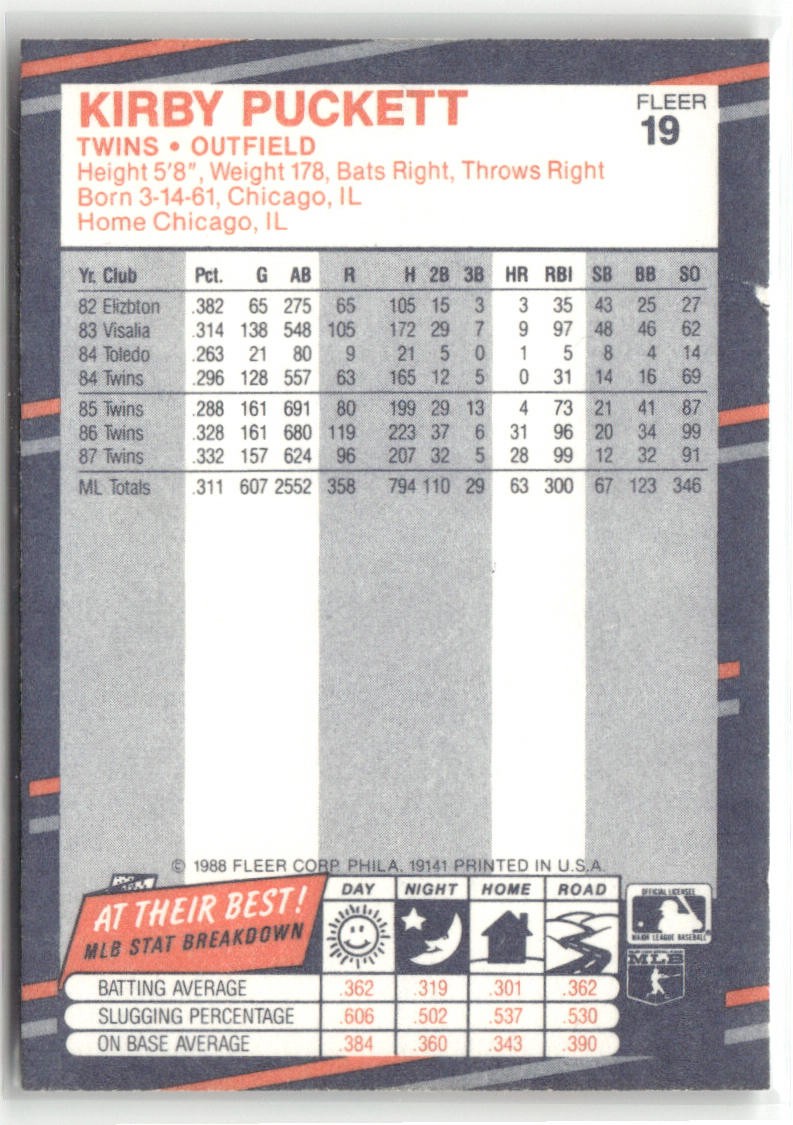 KIRBY PUCKETT
FLEER
19
TWINS • OUTFIELD
Height 5'8", Weight 178, Bats Right, Throws Right
Born 3-14-61, Chicago, IL
Home Chicago, IL
Yr. Club Pct. G AB R H 2B 3B HR RBI SB BB SO
82 Elizbton .382 65 275 65 105 15 3 3 35 43 25 27
83 Visalia .314 138 548 105 172 29 7 9 97 48 46 62
84 Toledo .263 21 80 9 21 5 0 1 5 8 4 14
84 Twins .296 128 557 63 165 12 5 0 31 14 16 69
85 Twins .288 161 691 80 199 29 13 4 73 21 41 87
86 Twins .328 161 680 119 223 37 6 31 96 20 34 99
87 Twins .332 157 624 96 207 32 5 28 99 12 32 91
ML Totals .311 607 2552 358 794 110 29 63 300 67 123 346
© 1988 FLEER CORP. PHILA. 19141 PRINTED IN U.S.A.
AT THEIR BEST!
MLB STAT BREAKDOWN
DAY NIGHT HOME ROAD
BATTING AVERAGE .362 .319 .301 .362
SLUGGING PERCENTAGE .606 .502 .537 .530
ON BASE AVERAGE .384 .360 .343 .390
OFFICIAL LICENSEE
MAJOR LEAGUE BASEBALL
MLB